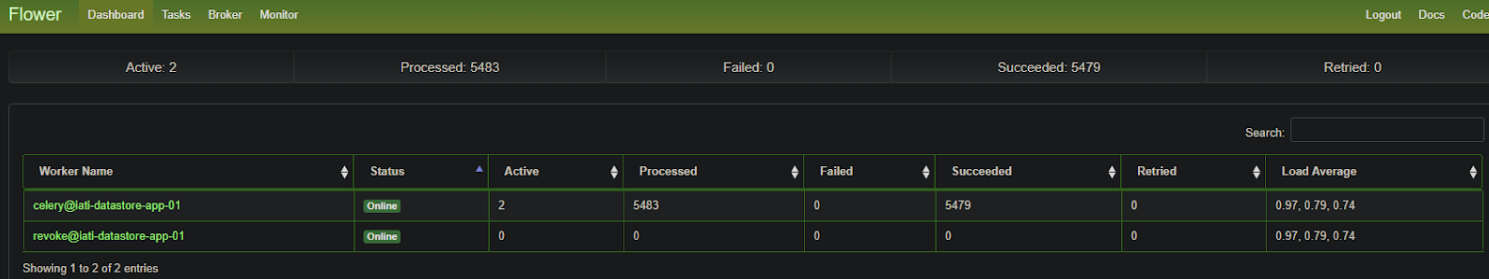 Flower Dashboard Tasks Broker Monitor Logout Docs Code
Active: 2 Processed: 5483 Failed: 0 Succeeded: 5479 Retried: 0
Search:
Worker Name Status Active Processed Failed Succeeded Retried Load Average
celery@iati-datastore-app-01 Online 2 5483 0 5479 0 0.97, 0.79, 0.74
revoke@iati-datastore-app-01 Online 0 0 0 0 0 0.97, 0.79, 0.74
Showing 1 to 2 of 2 entries